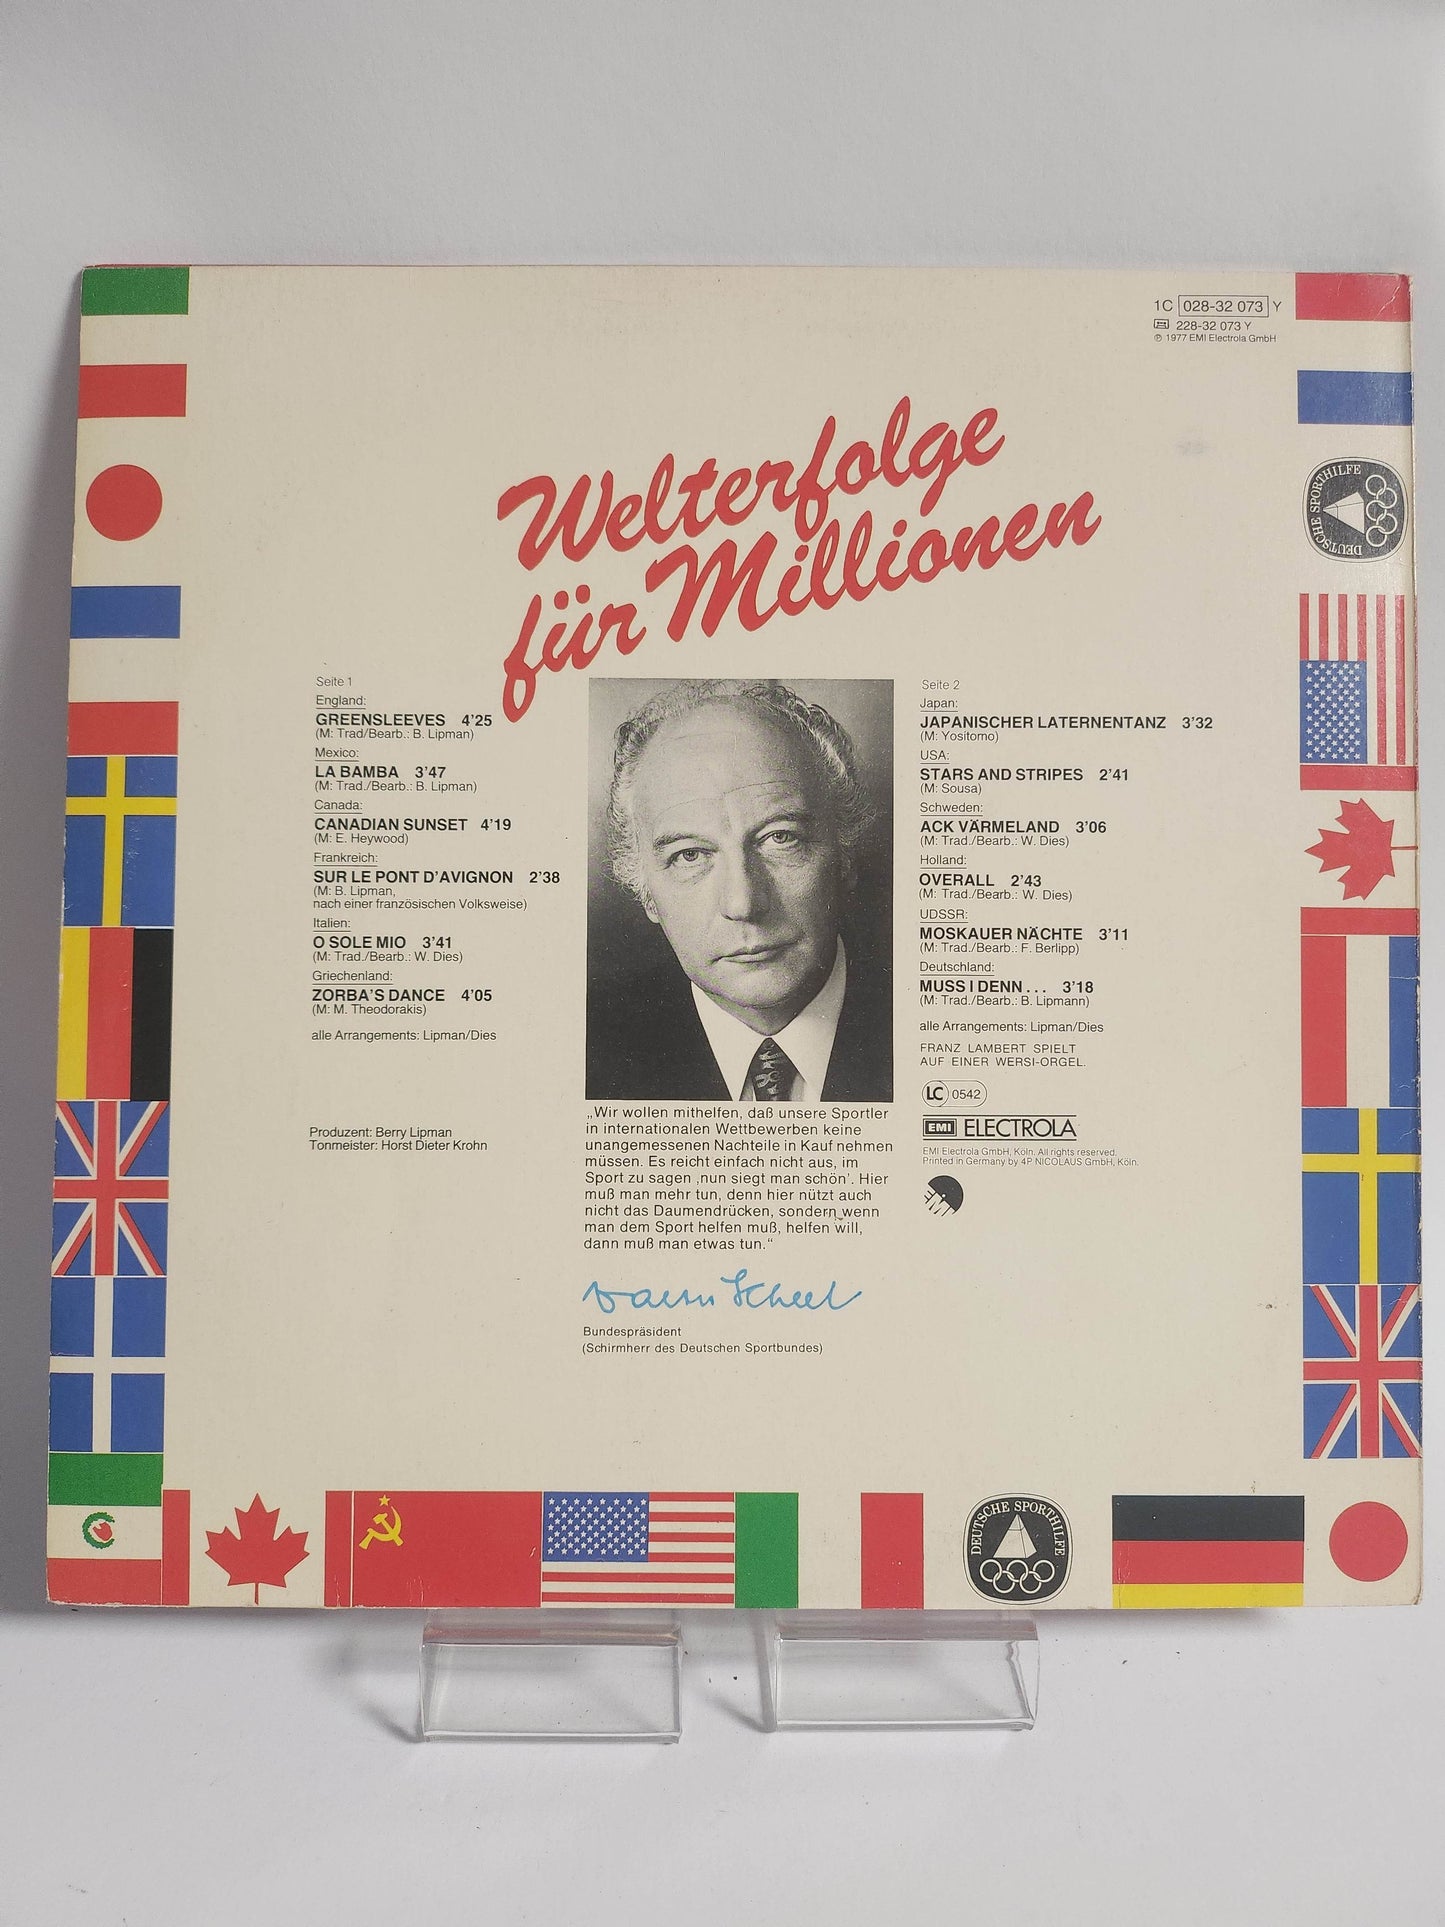 1C 028-32 073 Y
228-32 073 Y
℗ 1977 EMI Electrola GmbH
Welterfolge
für Millionen
Seite 1
England:
GREENSLEEVES 4'25
(M: Trad/Bearb.: B. Lipman)
Mexico:
LA BAMBA 3'47
(M: Trad./Bearb.: B. Lipman)
Canada:
CANADIAN SUNSET 4'19
(M: E. Heywood)
Frankreich:
SUR LE PONT D'AVIGNON 2'38
(M: B. Lipman,
nach einer französischen Volksweise)
Italien:
O SOLE MIO 3'41
(M: Trad./Bearb.: W. Dies)
Griechenland:
ZORBA'S DANCE 4'05
(M: M. Theodorakis)
alle Arrangements: Lipman/Dies
Produzent: Berry Lipman
Tonmeister: Horst Dieter Krohn
„Wir wollen mithelfen, daß unsere Sportler
in internationalen Wettbewerben keine
unangemessenen Nachteile in Kauf nehmen
müssen. Es reicht einfach nicht aus, im
Sport zu sagen ‚nun siegt man schön'. Hier
muß man mehr tun, denn hier nützt auch
nicht das Daumendrücken, sondern wenn
man dem Sport helfen muß, helfen will,
dann muß man etwas tun.“
Walter Scheel
Bundespräsident
(Schirmherr des Deutschen Sportbundes)
Seite 2
Japan:
JAPANISCHER LATERNENTANZ 3'32
(M: Yositomo)
USA:
STARS AND STRIPES 2'41
(M: Sousa)
Schweden:
ACK VÄRMELAND 3'06
(M: Trad./Bearb.: W. Dies)
Holland:
OVERALL 2'43
(M: Trad./Bearb.: W. Dies)
UDSSR:
MOSKAUER NÄCHTE 3'11
(M: Trad./Bearb.: F. Berlipp)
Deutschland:
MUSS I DENN . . . 3'18
(M: Trad./Bearb.: B. Lipmann)
alle Arrangements: Lipman/Dies
FRANZ LAMBERT SPIELT
AUF EINER WERSI-ORGEL.
LC 0542
EMI ELECTROLA
EMI Electrola GmbH, Köln. All rights reserved.
Printed in Germany by 4P NICOLAUS GmbH, Köln.
EMI
DEUTSCHE SPORTHILFE
DEUTSCHE SPORTHILFE